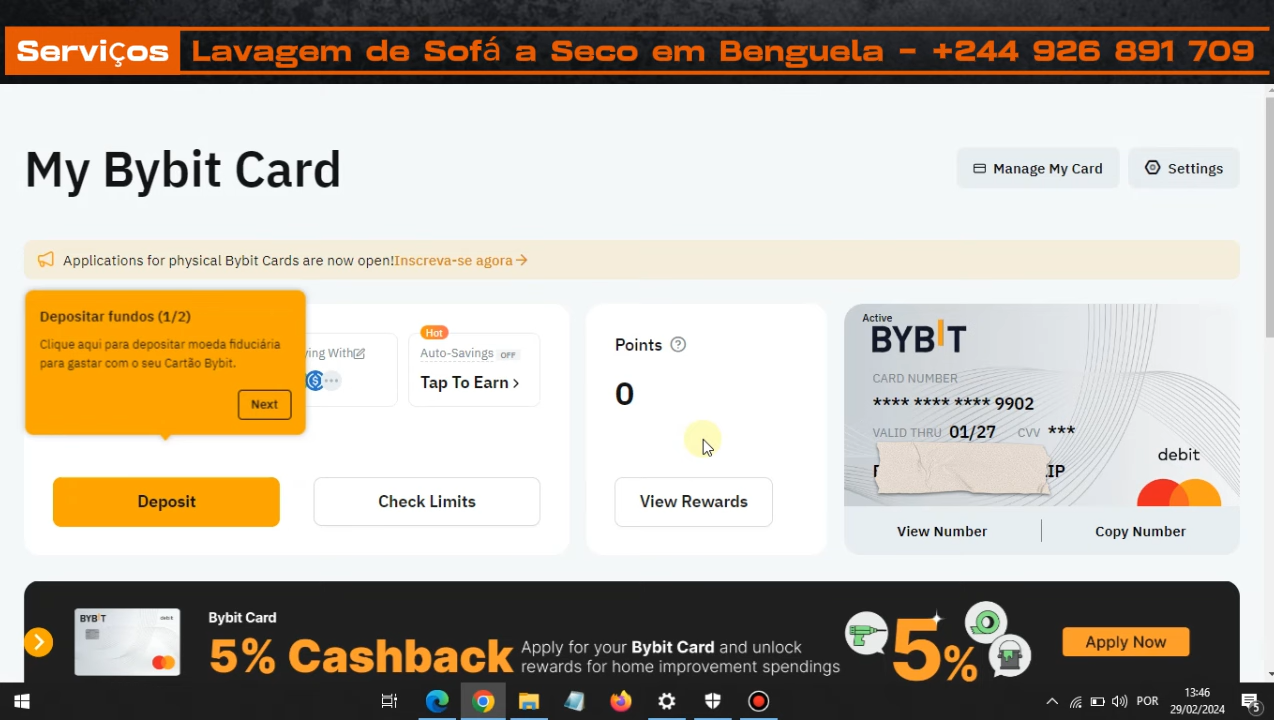 Serviços Lavagem de Sofá a Seco em Benguela - +244 926 891 709
My Bybit Card
Manage My Card
Settings
Applications for physical Bybit Cards are now open!Inscreva-se agora→
Depositar fundos (1/2)
Clique aqui para depositar moeda fiduciária
para gastar com o seu Cartão Bybit.
Next
ying With
Hot
Auto-Savings OFF
Tap To Earn >
Deposit
Check Limits
Points
0
View Rewards
Active
BYBIT
CARD NUMBER
**** **** **** 9902
VALID THRU 01/27 CVV ***
debit
View Number
Copy Number
BYBIT debit
Bybit Card
5% Cashback
Apply for your Bybit Card and unlock
rewards for home improvement spendings
5%
Apply Now
POR
13:46
29/02/2024
5